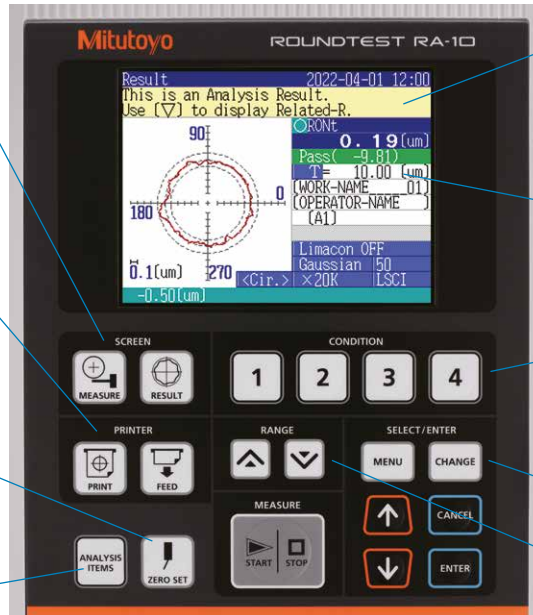 Mitutoyo
ROUNDTEST RA-10
Result 2022-04-01 12:00
This is an Analysis Result.
Use [▽] to display Related-R.
90
180
0
270
0.1(um)
<Cir.>
RONt
0.19(um)
Pass( -9.81)
T= 10.00 (um)
[WORK-NAME____01]
[OPERATOR-NAME ]
(A1)
Limacon OFF
Gaussian 50
×20K LSCI
-0.50(um)
SCREEN
MEASURE
RESULT
CONDITION
1
2
3
4
PRINTER
PRINT
FEED
RANGE
SELECT/ENTER
MENU
CHANGE
MEASURE
START
STOP
CANCEL
ENTER
ANALYSIS
ITEMS
ZERO SET